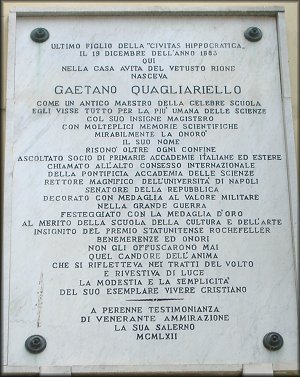 ULTIMO FIGLIO DELLA "CIVITAS HIPPOCRATICA"
IL 19 DICEMBRE DELL'ANNO 1883
QUI
NELLA CASA AVITA DEL VETUSTO RIONE
NASCEVA
GAETANO QUAGLIARIELLO
COME UN ANTICO MAESTRO DELLA CELEBRE SCUOLA
EGLI VISSE TUTTO PER LA PIU' UMANA DELLE SCIENZE
COL SUO INSIGNE MAGISTERO
CON MOLTEPLICI MEMORIE SCIENTIFICHE
MIRABILMENTE LA ONORO'
IL SUO NOME
RISONO' OLTRE OGNI CONFINE
ASCOLTATO SOCIO DI PRIMARIE ACCADEMIE ITALIANE ED ESTERE
CHIAMATO ALL'ALTO CONSESSO INTERNAZIONALE
DELLA PONTIFICIA ACCADEMIA DELLE SCIENZE
RETTORE MAGNIFICO DELL'UNIVERSITA' DI NAPOLI
SENATORE DELLA REPUBBLICA
DECORATO CON MEDAGLIA AL VALORE MILITARE
NELLA GRANDE GUERRA
FESTEGGIATO CON LA MEDAGLIA D'ORO
AL MERITO DELLA SCUOLA DELLA CULTURA E DELL'ARTE
INSIGNITO DEL PREMIO STATUNITENSE ROCHEFELLER
BENEMERENZE ED ONORI
NON GLI OFFUSCARONO MAI
QUEL CANDORE DELL'ANIMA
CHE SI RIFLETTEVA NEI TRATTI DEL VOLTO
E RIVESTIVA DI LUCE
LA MODESTIA E LA SEMPLICITA'
DEL SUO ESEMPLARE VIVERE CRISTIANO
A PERENNE TESTIMONIANZA
DI VENERANTE AMMIRAZIONE
LA SUA SALERNO
MCMLXII